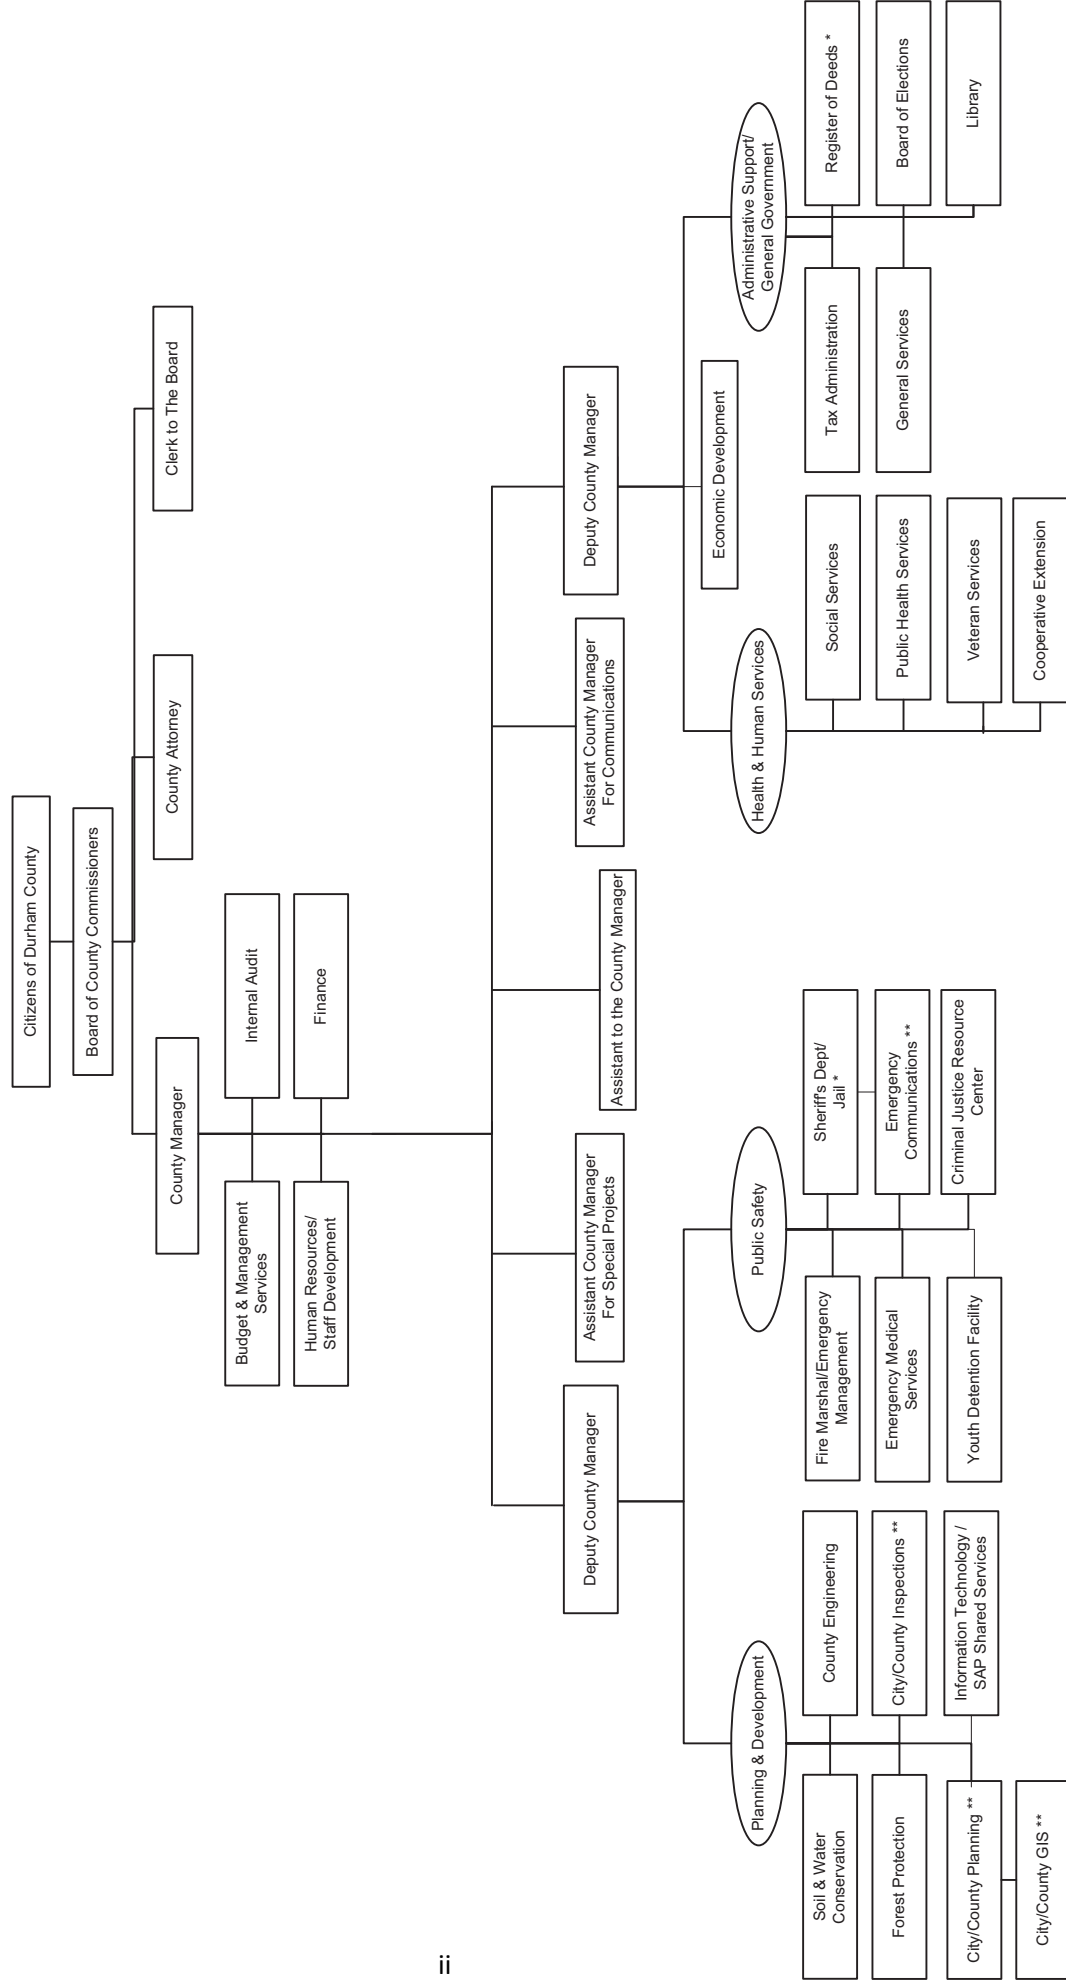 Citizens of Durham County
Board of County Commissioners
County Manager
County Attorney
Clerk to The Board
Budget & Management
Services
Internal Audit
Human Resources/
Staff Development
Finance
Deputy County Manager
Assistant County Manager
For Special Projects
Assistant to the County Manager
Assistant County Manager
For Communications
Deputy County Manager
Economic Development
Planning & Development
Public Safety
Health & Human Services
Administrative Support/
General Government
Soil & Water
Conservation
County Engineering
Forest Protection
City/County Inspections **
City/County Planning **
Information Technology /
SAP Shared Services
City/County GIS **
Fire Marshal/Emergency
Management
Sheriff's Dept/
Jail *
Emergency Medical
Services
Emergency
Communications **
Youth Detention Facility
Criminal Justice Resource
Center
Social Services
Public Health Services
Veteran Services
Cooperative Extension
Tax Administration
Register of Deeds *
General Services
Board of Elections
Library
ii